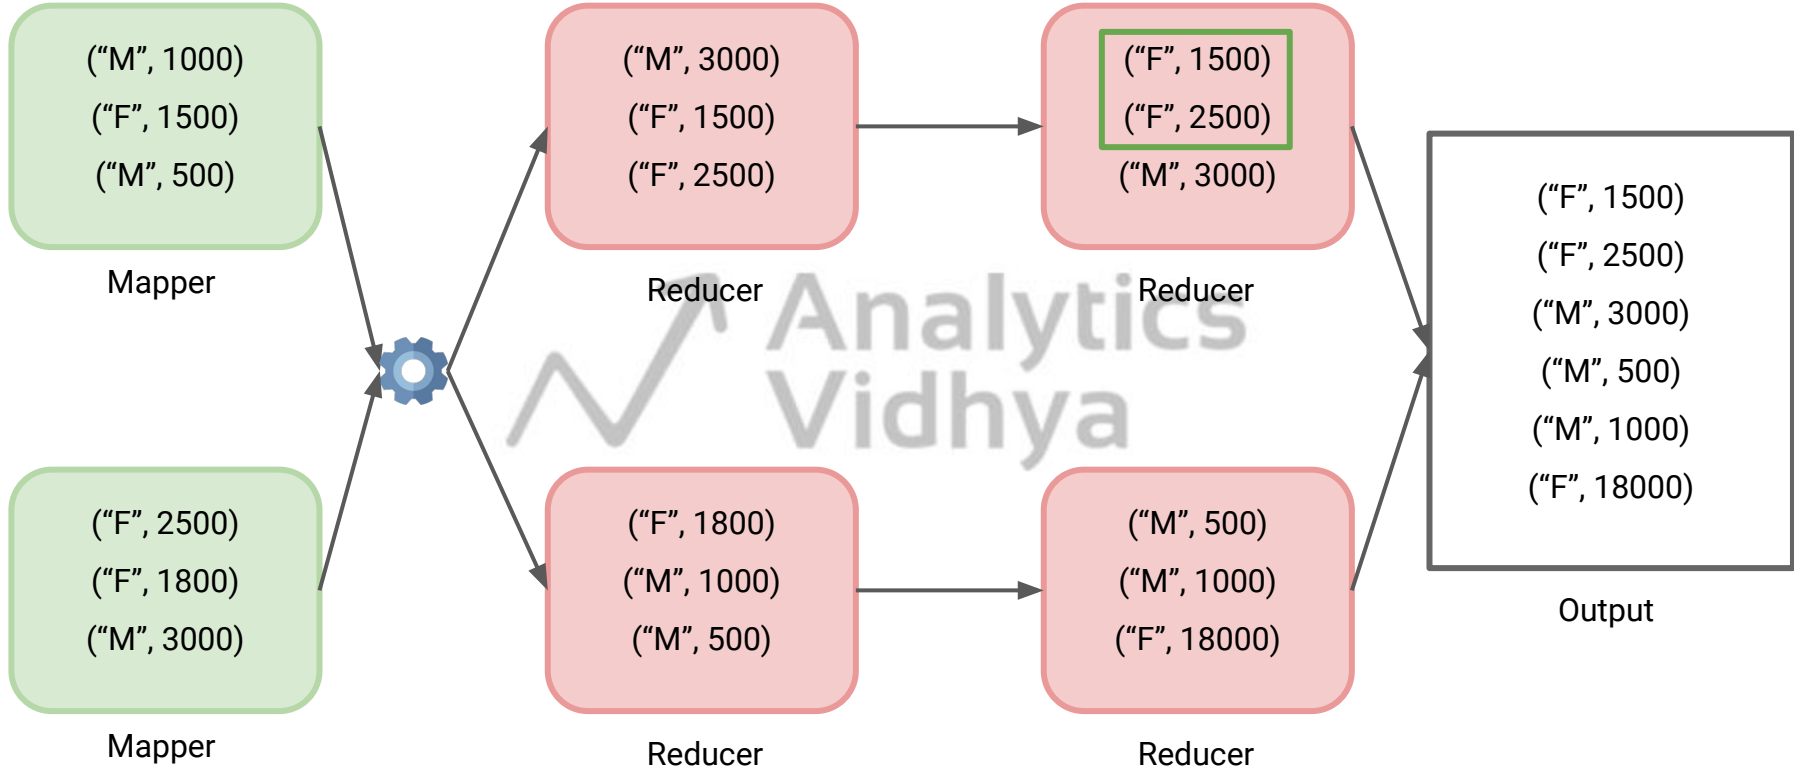 (“M”, 1000)
(“F”, 1500)
(“M”, 500)
Mapper
(“F”, 2500)
(“F”, 1800)
(“M”, 3000)
Mapper
(“M”, 3000)
(“F”, 1500)
(“F”, 2500)
Reducer
(“F”, 1800)
(“M”, 1000)
(“M”, 500)
Reducer
(“F”, 1500)
(“F”, 2500)
(“M”, 3000)
Reducer
(“M”, 500)
(“M”, 1000)
(“F”, 18000)
Reducer
(“F”, 1500)
(“F”, 2500)
(“M”, 3000)
(“M”, 500)
(“M”, 1000)
(“F”, 18000)
Output
Analytics
Vidhya